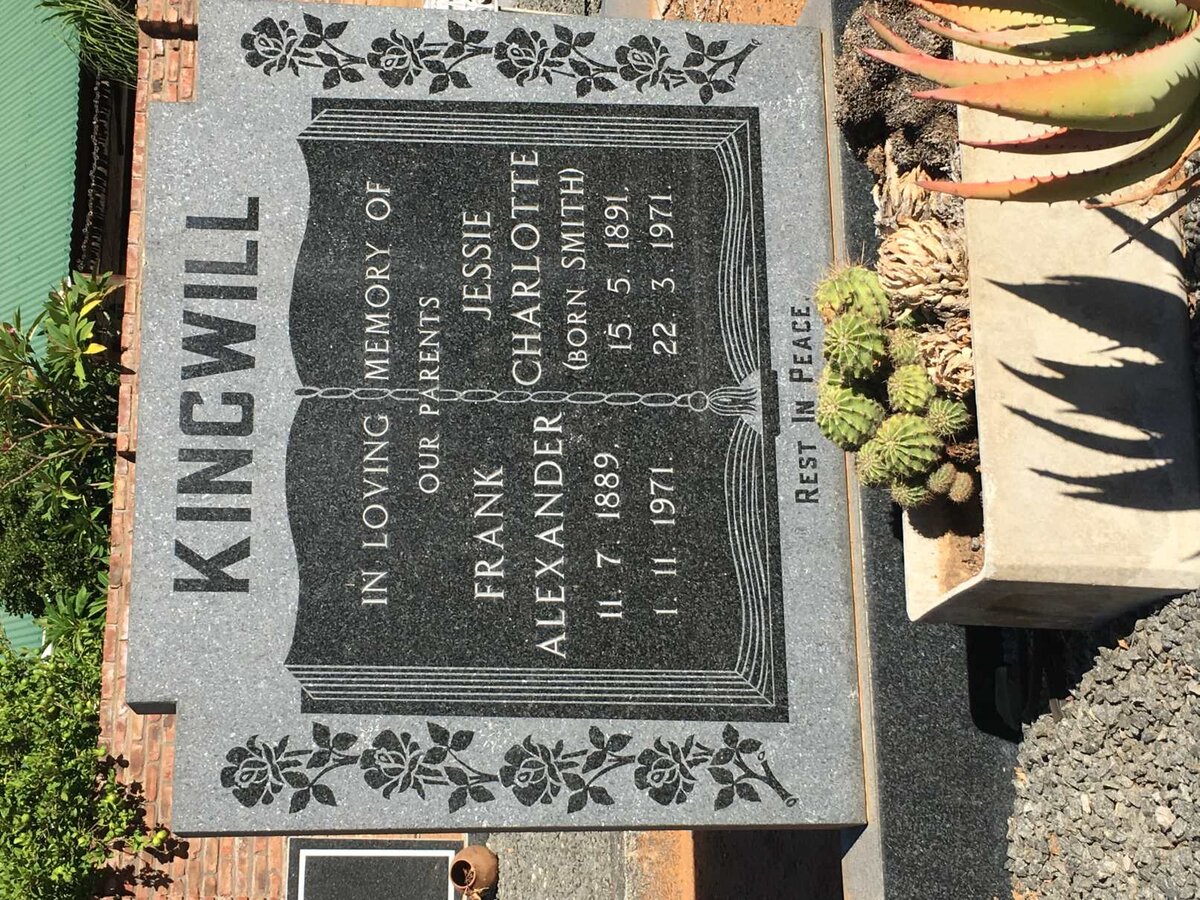 KINGWILL
IN LOVING MEMORY OF
OUR PARENTS
FRANK
ALEXANDER
11. 7. 1889,
1. 11. 1971.
JESSIE
CHARLOTTE
(BORN SMITH)
15. 5. 1891,
22. 3. 1971.
REST IN PEACE.